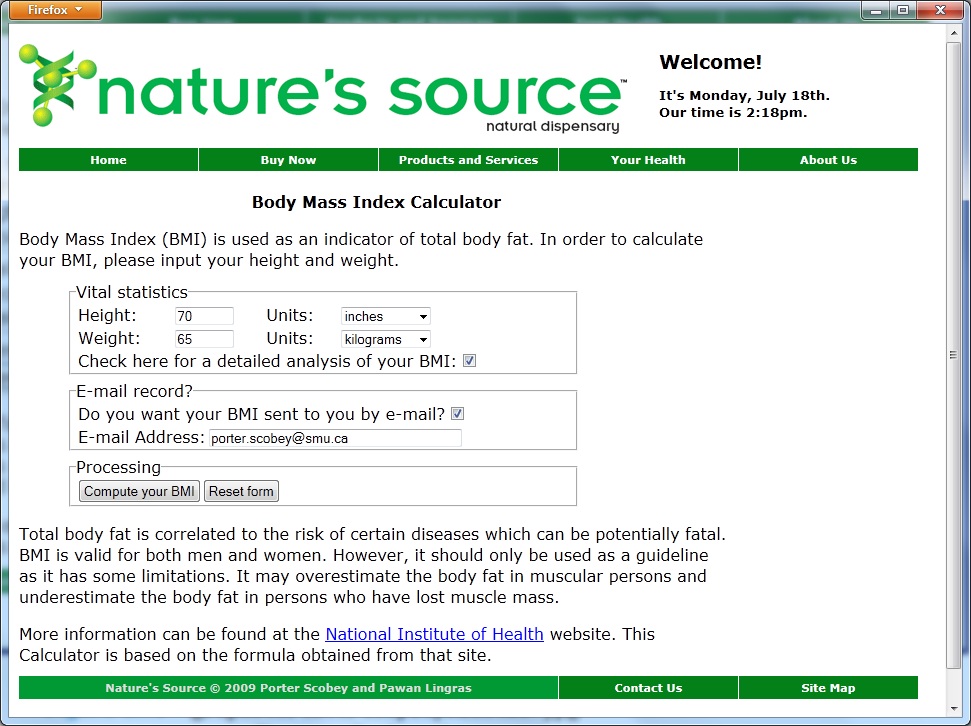 Firefox
nature's source™
natural dispensary
Welcome!
It's Monday, July 18th.
Our time is 2:18pm.
Home Buy Now Products and Services Your Health About Us
Body Mass Index Calculator
Body Mass Index (BMI) is used as an indicator of total body fat. In order to calculate
your BMI, please input your height and weight.
Vital statistics
Height: 70 Units: inches
Weight: 65 Units: kilograms
Check here for a detailed analysis of your BMI:
E-mail record?
Do you want your BMI sent to you by e-mail?
E-mail Address: porter.scobey@smu.ca
Processing
Compute your BMI Reset form
Total body fat is correlated to the risk of certain diseases which can be potentially fatal.
BMI is valid for both men and women. However, it should only be used as a guideline
as it has some limitations. It may overestimate the body fat in muscular persons and
underestimate the body fat in persons who have lost muscle mass.
More information can be found at the National Institute of Health website. This
Calculator is based on the formula obtained from that site.
Nature's Source © 2009 Porter Scobey and Pawan Lingras Contact Us Site Map